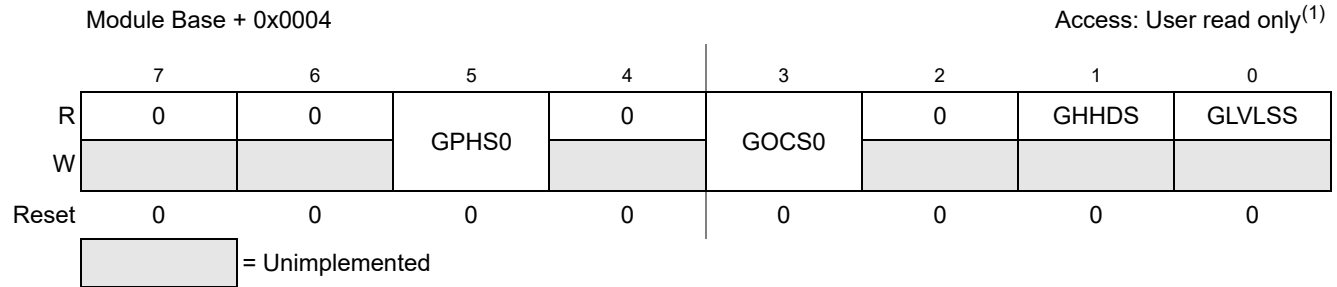 Module Base + 0x0004 Access: User read only(1)
7 6 5 4 3 2 1 0
R 0 0 GPHS0 0 GOCS0 0 GHHDS GLVLSS
W
Reset 0 0 0 0 0 0 0 0
= Unimplemented